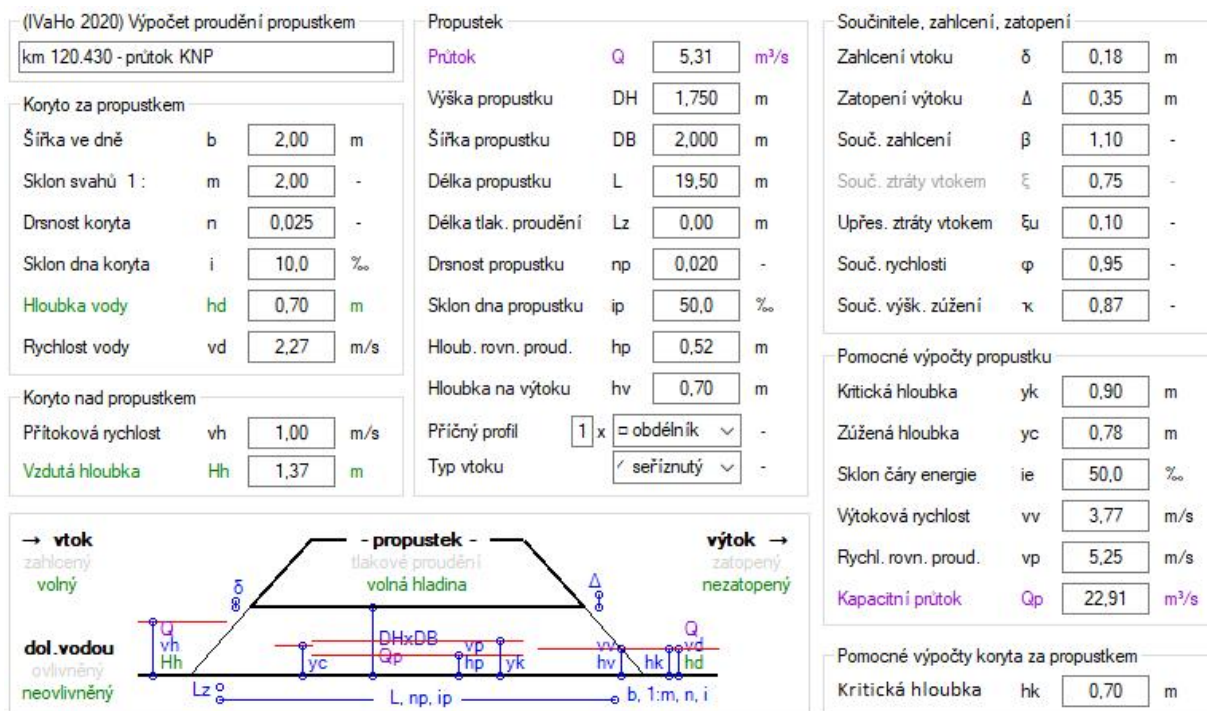 (IVaHo 2020) Výpočet proudění propustkem
km 120.430 - průtok KNP
Koryto za propustkem
Šířka ve dně b 2,00 m
Sklon svahů 1 : m 2,00 -
Drsnost koryta n 0,025 -
Sklon dna koryta i 10,0 ‰
Hloubka vody hd 0,70 m
Rychlost vody vd 2,27 m/s
Koryto nad propustkem
Přítoková rychlost vh 1,00 m/s
Vzdutá hloubka Hh 1,37 m
Propustek
Průtok Q 5,31 m³/s
Výška propustku DH 1,750 m
Šířka propustku DB 2,000 m
Délka propustku L 19,50 m
Délka tlak. proudění Lz 0,00 m
Drsnost propustku np 0,020 -
Sklon dna propustku ip 50,0 ‰
Hloub. rovn. proud. hp 0,52 m
Hloubka na výtoku hv 0,70 m
Příčný profil 1 x obdélník -
Typ vtoku seříznutý -
Součinitele, zahlcení, zatopení
Zahlcení vtoku δ 0,18 m
Zatopení výtoku Δ 0,35 m
Souč. zahlcení β 1,10 -
Souč. ztráty vtokem ξ 0,75 -
Upřes. ztráty vtokem ξu 0,10 -
Souč. rychlosti φ 0,95 -
Souč. výšk. zúžení κ 0,87 -
Pomocné výpočty propustku
Kritická hloubka yk 0,90 m
Zúžená hloubka yc 0,78 m
Sklon čáry energie ie 50,0 ‰
Výtoková rychlost vv 3,77 m/s
Rychl. rovn. proud. vp 5,25 m/s
Kapacitní průtok Qp 22,91 m³/s
Pomocné výpočty koryta za propustkem
Kritická hloubka hk 0,70 m
→ vtok - propustek - výtok →
zahlcený tlakové proudění zatopený
volný volná hladina nezatopený
δ Δ
Q DHxDB Q
vh Qp vp vv vd
dol.vodou Hh yc hp yk hv hk hd
ovlivněný
neovlivněný Lz L, np, ip b, 1:m, n, i